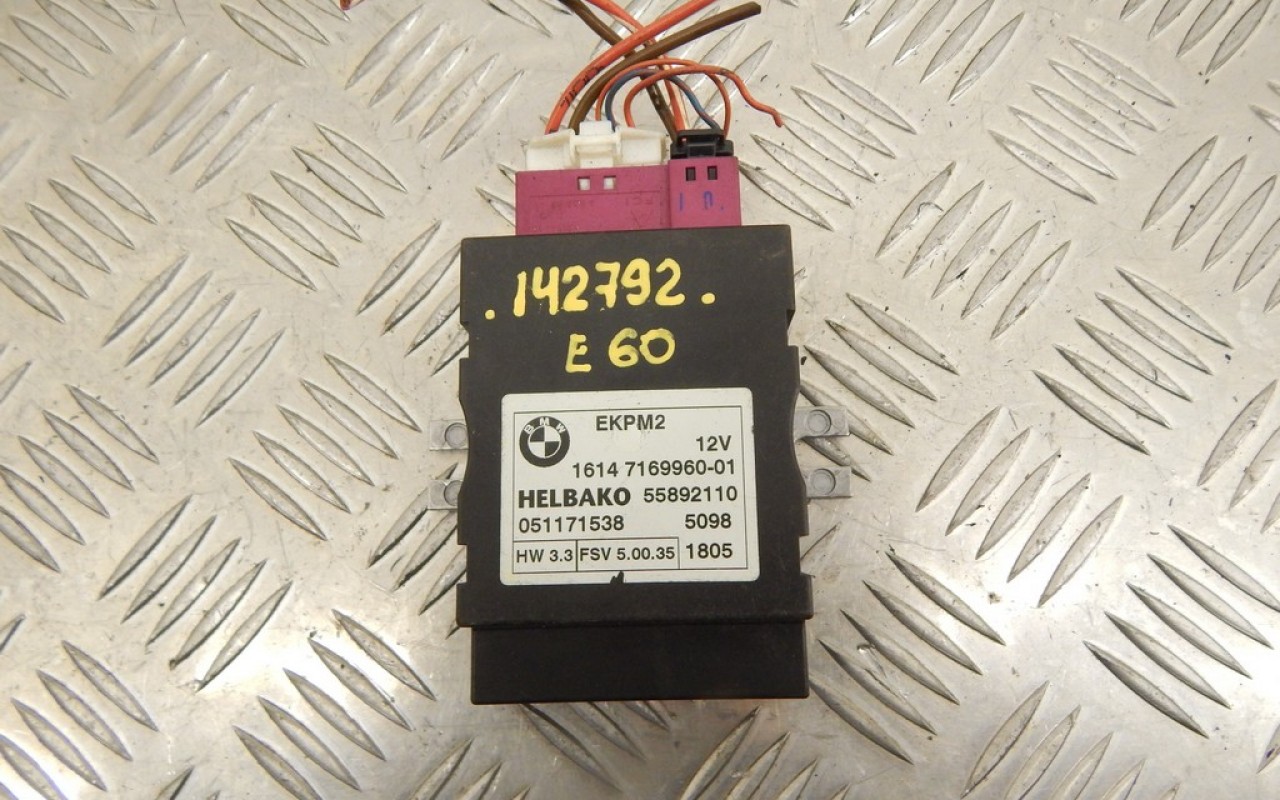 .142792.
E 60
BMW
EKPM2
12V
1614 7169960-01
HELBAKO 55892110
051171538 5098
HW 3.3 FSV 5.00.35 1805